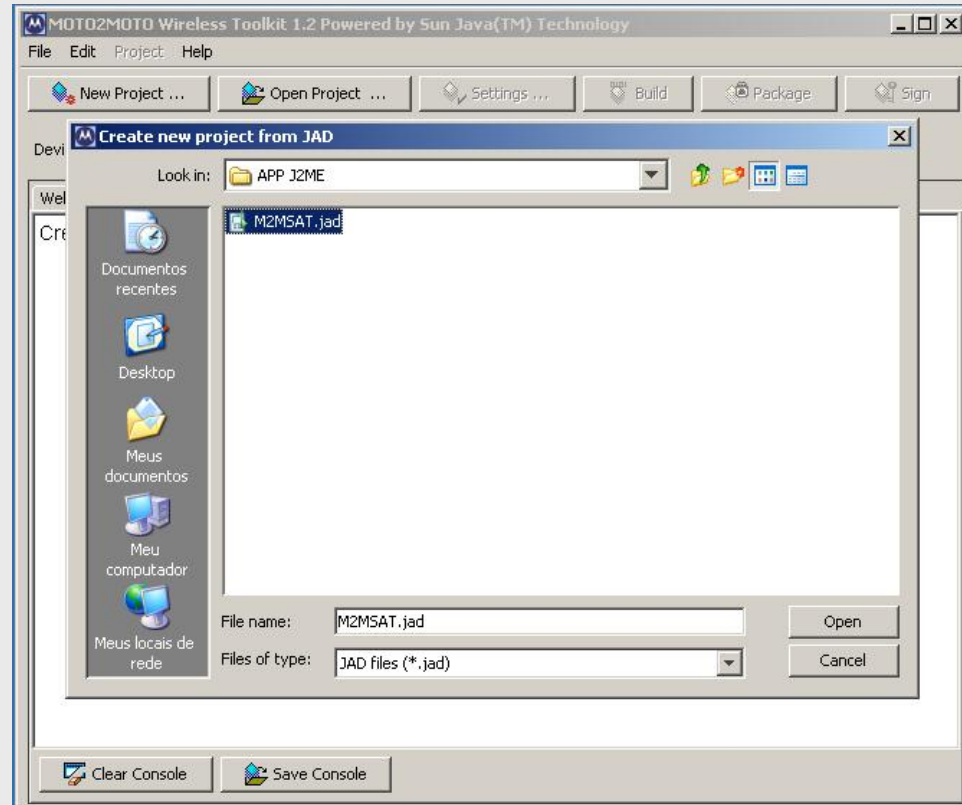 MOTO2MOTO Wireless Toolkit 1.2 Powered by Sun Java(TM) Technology
File Edit Project Help
New Project ... Open Project ... Settings ... Build Package Sign
Devi
Create new project from JAD
Look in: APP J2ME
Wel
Cre
M2MSAT.jad
Documentos recentes
Desktop
Meus documentos
Meu computador
Meus locais de rede
File name: M2MSAT.jad Open
Files of type: JAD files (*.jad) Cancel
Clear Console Save Console